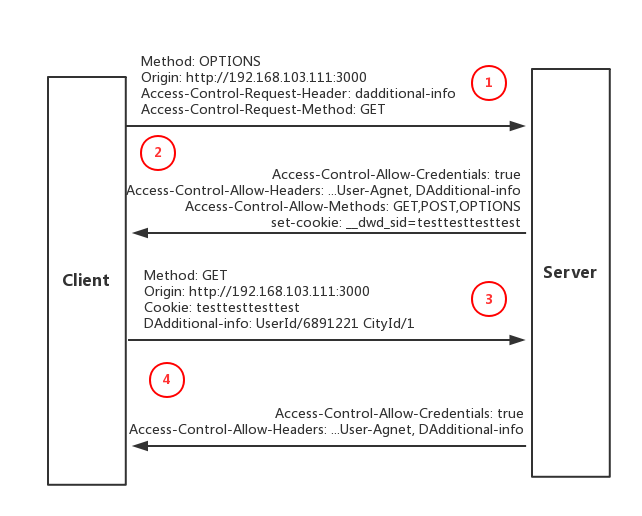 Method: OPTIONS
Origin: http://192.168.103.111:3000
Access-Control-Request-Header: dadditional-info
Access-Control-Request-Method: GET
1
2
Access-Control-Allow-Credentials: true
Access-Control-Allow-Headers: ...User-Agnet, DAdditional-info
Access-Control-Allow-Methods: GET,POST,OPTIONS
set-cookie: __dwd_sid=testtesttesttest
Client
Server
Method: GET
Origin: http://192.168.103.111:3000
Cookie: testtesttesttest
DAdditional-info: UserId/6891221 CityId/1
3
4
Access-Control-Allow-Credentials: true
Access-Control-Allow-Headers: ...User-Agnet, DAdditional-info